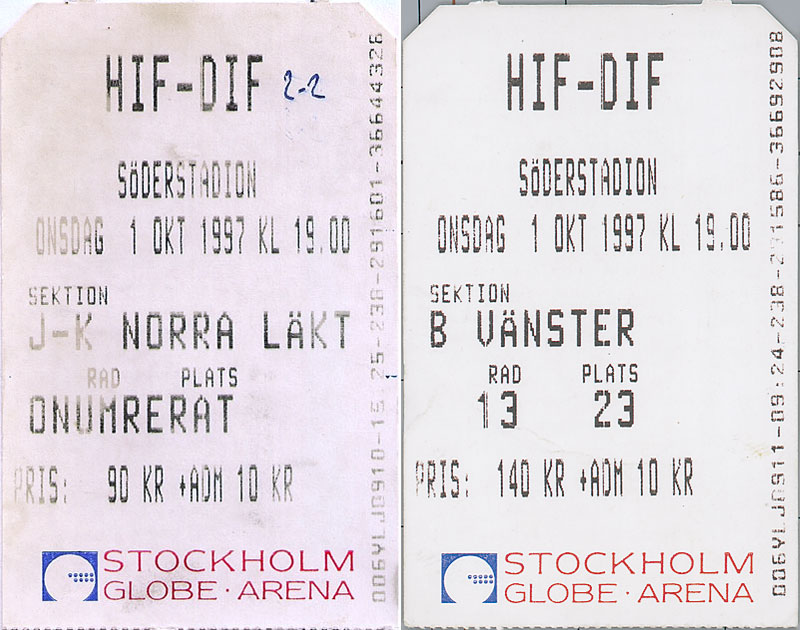 HIF-DIF 2-2
SÖDERSTADION
ONSDAG 1 OKT 1997 KL 19.00
SEKTION
J-K NORRA LÄKT
RAD PLATS
ONUMRERAT
PRIS: 90 KR +ADM 10 KR
STOCKHOLM
GLOBE·ARENA
HIF-DIF
SÖDERSTADION
ONSDAG 1 OKT 1997 KL 19.00
SEKTION
B VÄNSTER
RAD PLATS
13 23
PRIS: 140 KR +ADM 10 KR
STOCKHOLM
GLOBE·ARENA